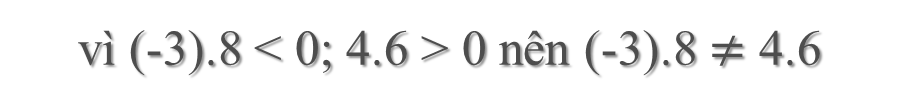 vì (-3).8 < 0; 4.6 > 0 nên (-3).8 ≠ 4.6